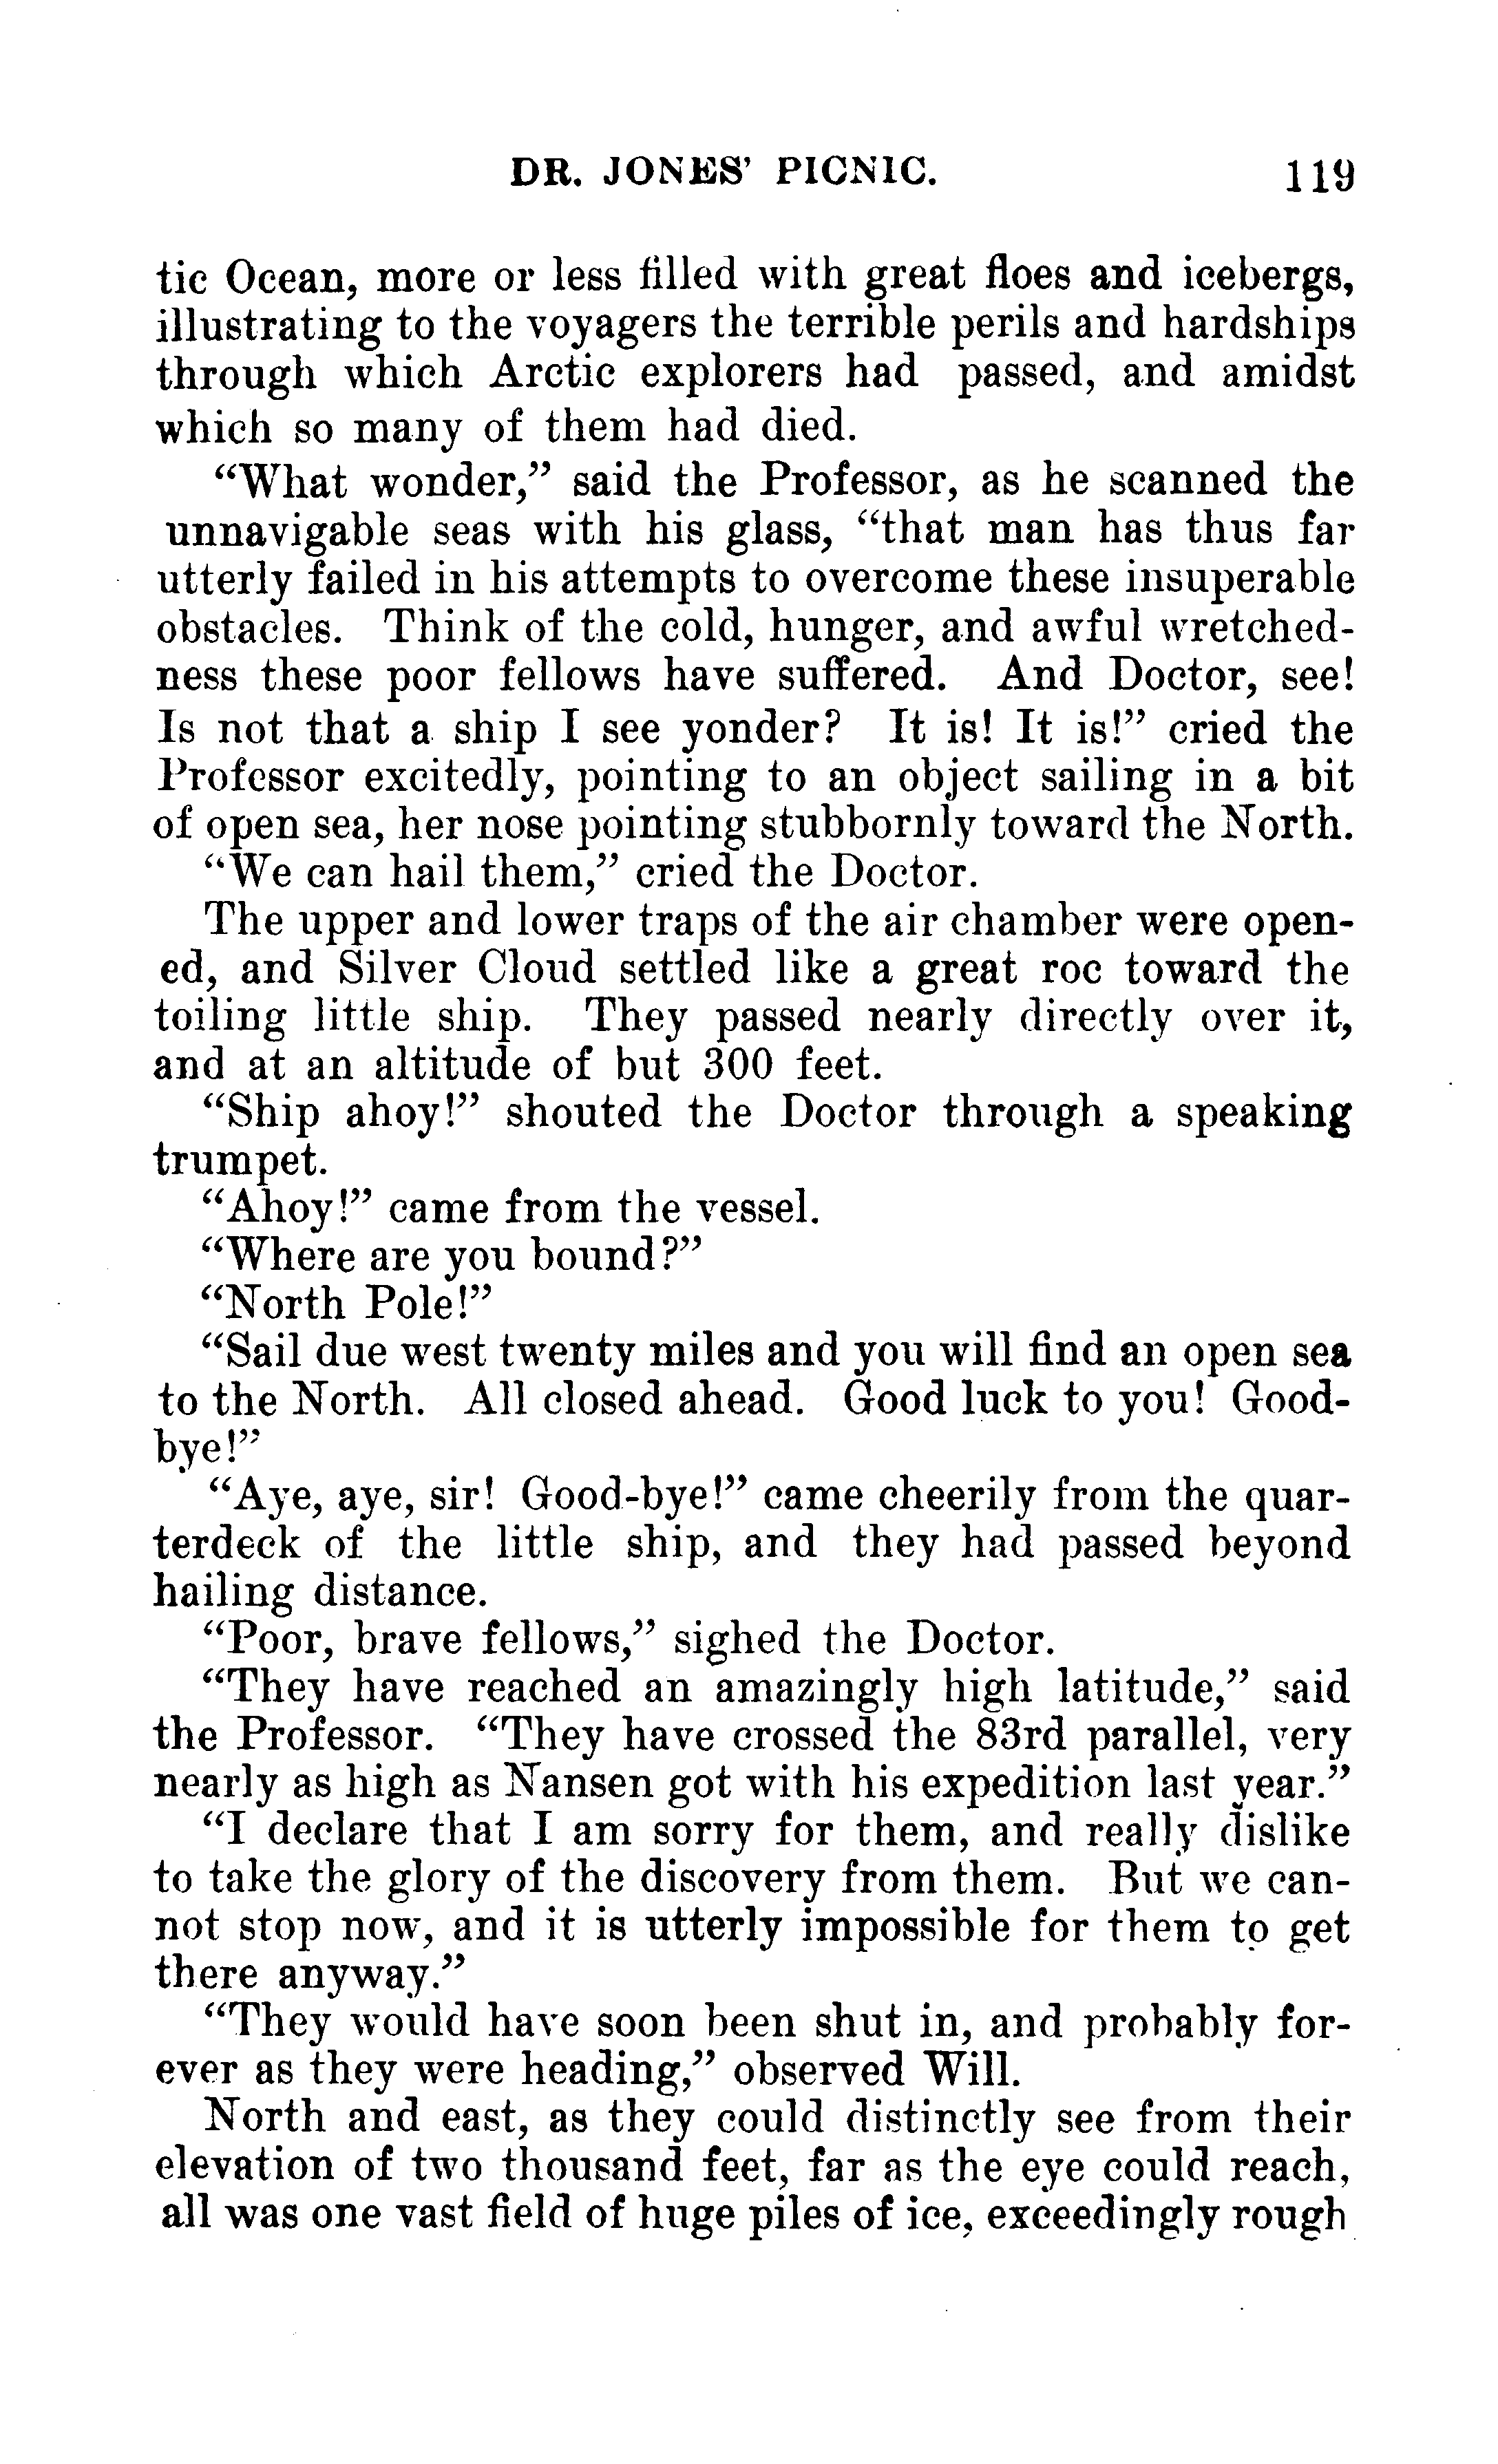 DR. JONES' PICNIC. 119
tic Ocean, more or less filled with great floes and icebergs,
illustrating to the voyagers the terrible perils and hardships
through which Arctic explorers had passed, and amidst
which so many of them had died.
“What wonder,” said the Professor, as he scanned the
unnavigable seas with his glass, “that man has thus far
utterly failed in his attempts to overcome these insuperable
obstacles. Think of the cold, hunger, and awful wretched-
ness these poor fellows have suffered. And Doctor, see!
Is not that a ship I see yonder? It is! It is!” cried the
Professor excitedly, pointing to an object sailing in a bit
of open sea, her nose pointing stubbornly toward the North.
“We can hail them,” cried the Doctor.
The upper and lower traps of the air chamber were open-
ed, and Silver Cloud settled like a great roc toward the
toiling little ship. They passed nearly directly over it,
and at an altitude of but 300 feet.
“Ship ahoy!” shouted the Doctor through a speaking
trumpet.
“Ahoy!” came from the vessel.
“Where are you bound?”
“North Pole!”
“Sail due west twenty miles and you will find an open sea
to the North. All closed ahead. Good luck to you! Good-
bye!”
“Aye, aye, sir! Good-bye!” came cheerily from the quar-
terdeck of the little ship, and they had passed beyond
hailing distance.
“Poor, brave fellows,” sighed the Doctor.
“They have reached an amazingly high latitude,” said
the Professor. “They have crossed the 83rd parallel, very
nearly as high as Nansen got with his expedition last year.”
“I declare that I am sorry for them, and really dislike
to take the glory of the discovery from them. But we can-
not stop now, and it is utterly impossible for them to get
there anyway.”
“They would have soon been shut in, and probably for-
ever as they were heading,” observed Will.
North and east, as they could distinctly see from their
elevation of two thousand feet, far as the eye could reach,
all was one vast field of huge piles of ice, exceedingly rough